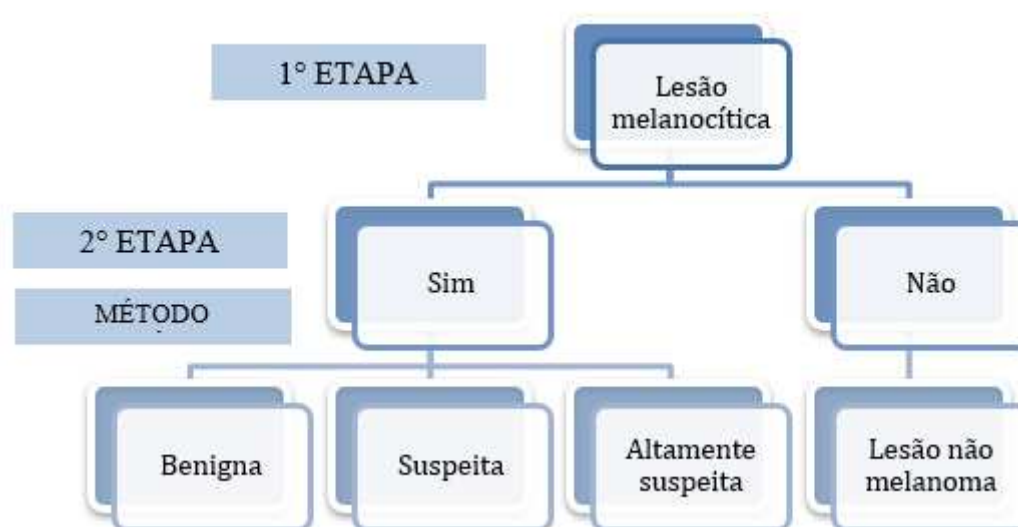 1° ETAPA
Lesão
melanocítica
2° ETAPA
MÉTODO
Sim
Não
Benigna
Suspeita
Altamente
suspeita
Lesão não
melanoma